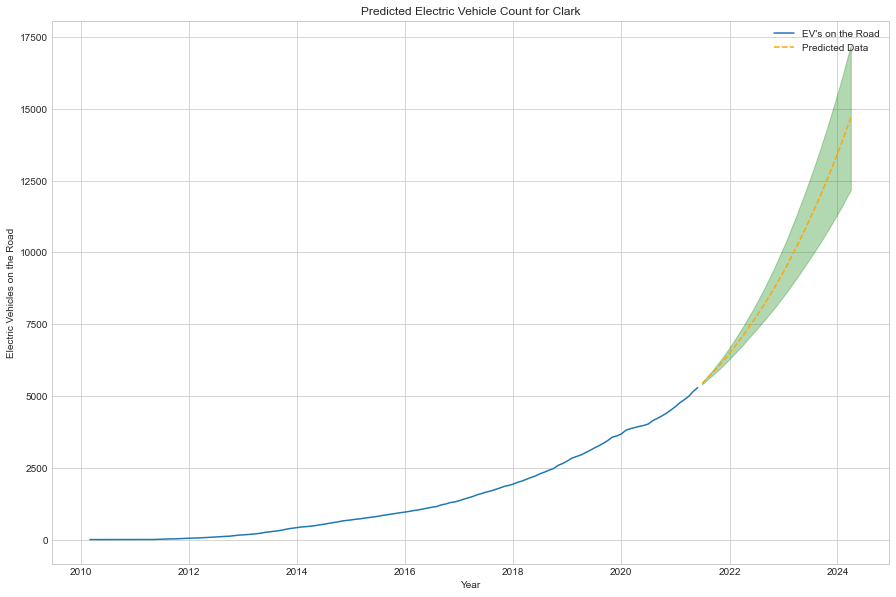 Predicted Electric Vehicle Count for Clark
EV's on the Road
Predicted Data
17500
15000
12500
10000
7500
5000
2500
0
Electric Vehicles on the Road
2010 2012 2014 2016 2018 2020 2022 2024
Year